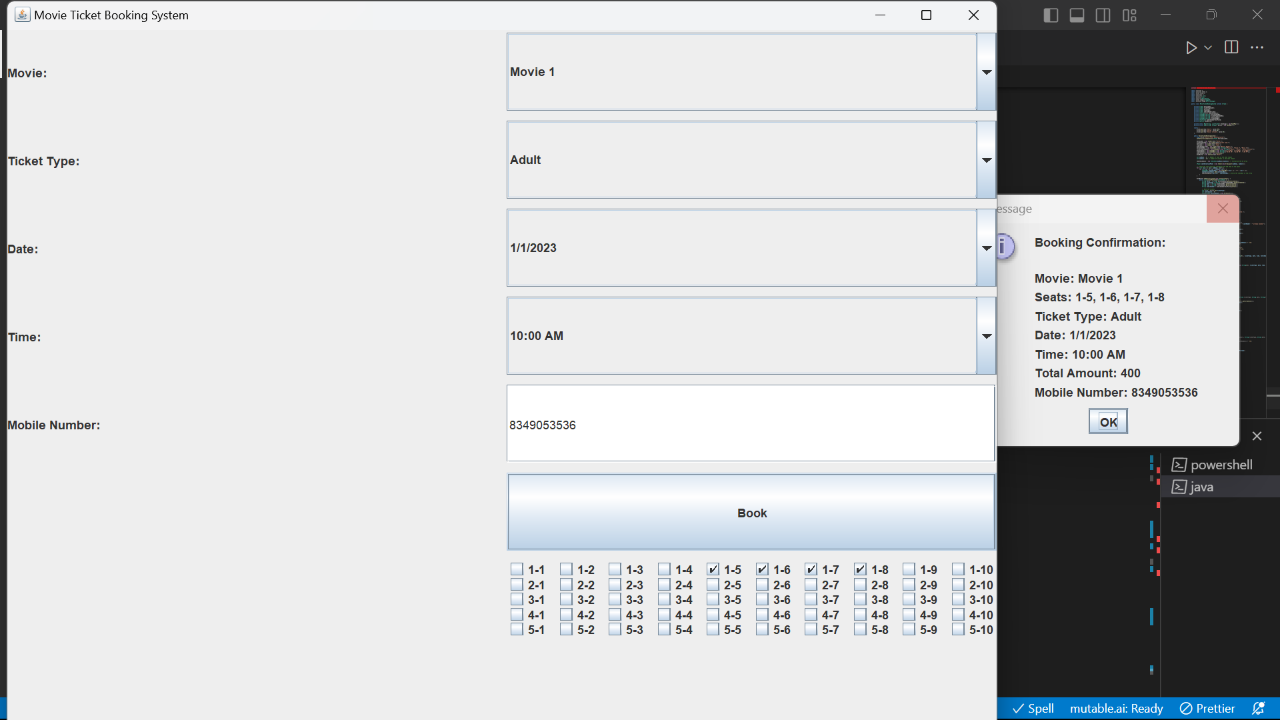 Movie Ticket Booking System
Movie:
Movie 1
Ticket Type:
Adult
Date:
1/1/2023
Time:
10:00 AM
Mobile Number:
8349053536
Book
1-1 1-2 1-3 1-4 1-5 1-6 1-7 1-8 1-9 1-10
2-1 2-2 2-3 2-4 2-5 2-6 2-7 2-8 2-9 2-10
3-1 3-2 3-3 3-4 3-5 3-6 3-7 3-8 3-9 3-10
4-1 4-2 4-3 4-4 4-5 4-6 4-7 4-8 4-9 4-10
5-1 5-2 5-3 5-4 5-5 5-6 5-7 5-8 5-9 5-10
essage
Booking Confirmation:
Movie: Movie 1
Seats: 1-5, 1-6, 1-7, 1-8
Ticket Type: Adult
Date: 1/1/2023
Time: 10:00 AM
Total Amount: 400
Mobile Number: 8349053536
OK
powershell
java
Spell mutable.ai: Ready Prettier